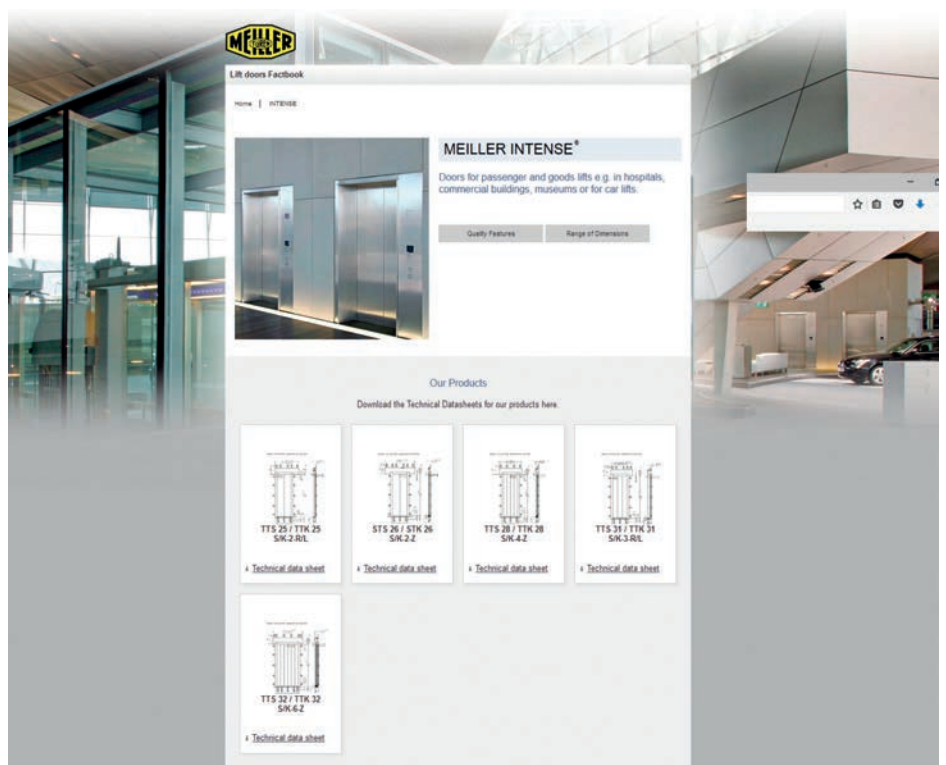 MEILLER
TÜREN
Lift doors Factbook
Home | INTENSE
MEILLER INTENSE®
Doors for passenger and goods lifts e.g. in hospitals,
commercial buildings, museums or for car lifts.
Quality Features Range of Dimensions
Our Products
Download the Technical Datasheets for our products here.
TTS 25 / TTK 25
S/K-2-R/L
Technical data sheet
STS 26 / STK 26
S/K-2-Z
Technical data sheet
TTS 28 / TTK 28
S/K-4-Z
Technical data sheet
TTS 31 / TTK 31
S/K-3-R/L
Technical data sheet
TTS 32 / TTK 32
S/K-6-Z
Technical data sheet